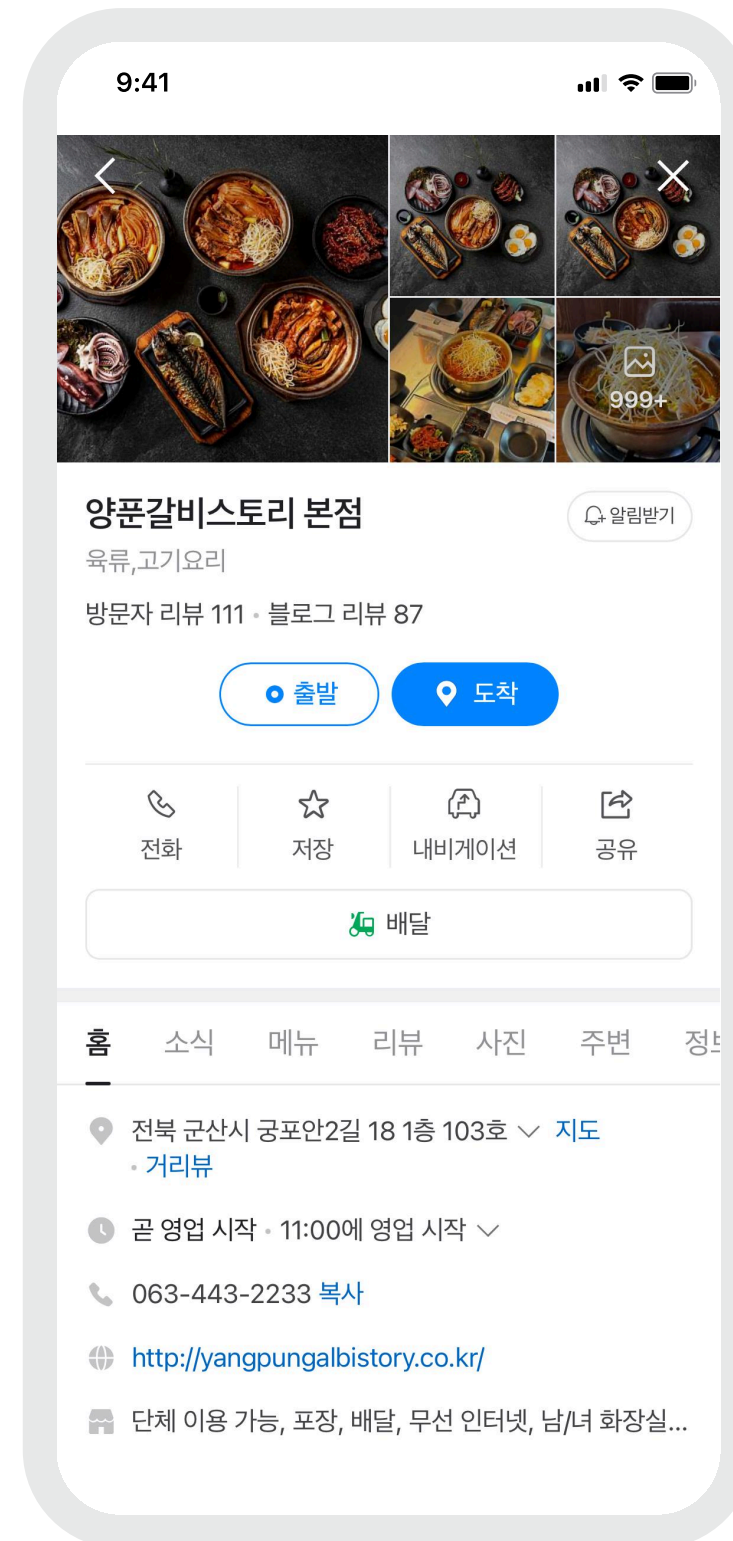 9:41
999+
양푼갈비스토리 본점
알림받기
육류,고기요리
방문자 리뷰 111 • 블로그 리뷰 87
출발
도착
전화
저장
내비게이션
공유
배달
홈 소식 메뉴 리뷰 사진 주변 정보
전북 군산시 궁포안2길 18 1층 103호 지도
• 거리뷰
곧 영업 시작 • 11:00에 영업 시작
063-443-2233 복사
http://yangpungalbistory.co.kr/
단체 이용 가능, 포장, 배달, 무선 인터넷, 남/녀 화장실...